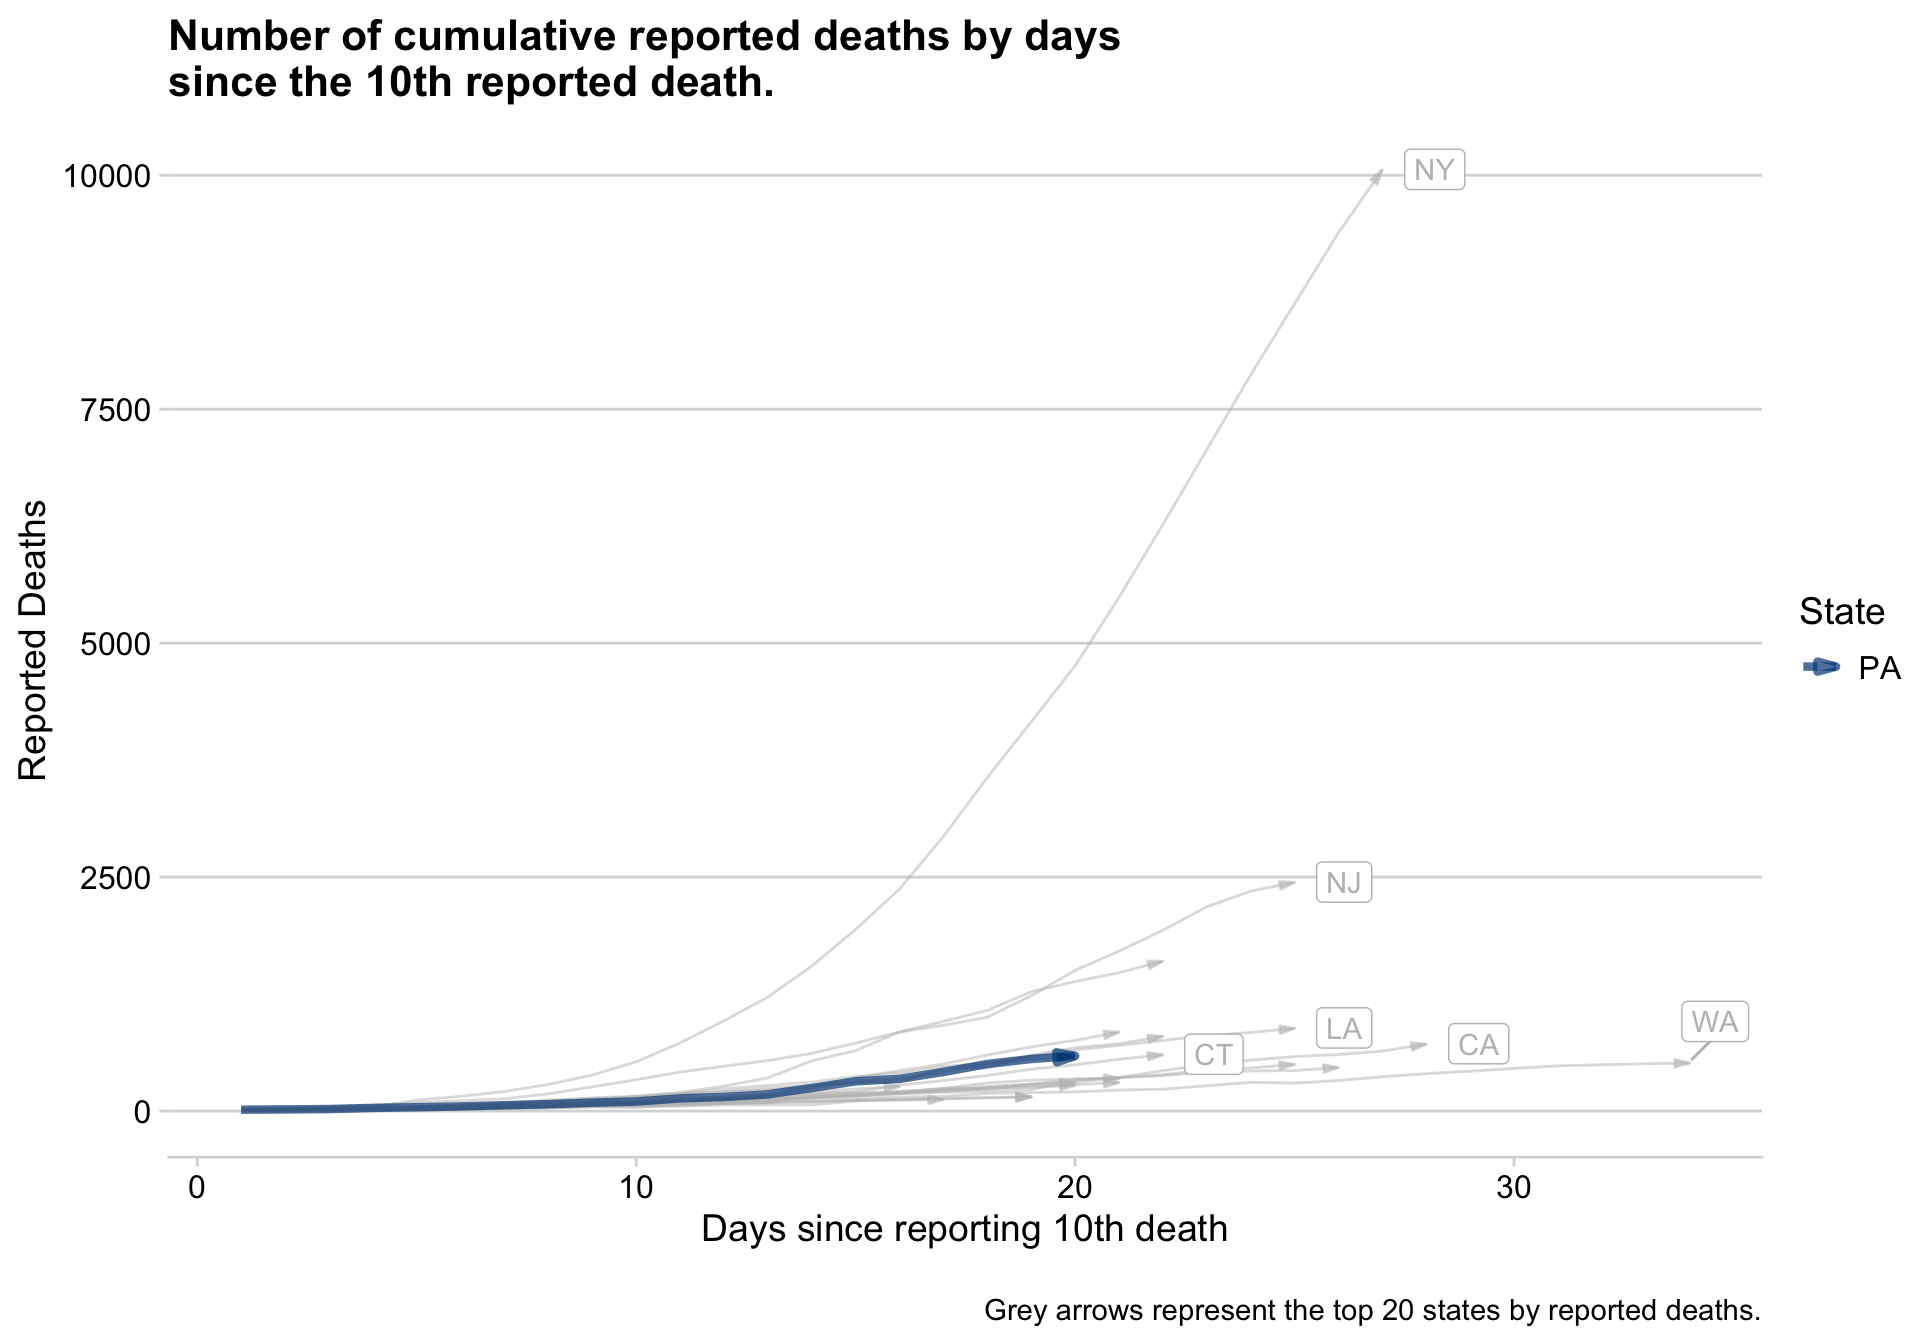 Number of cumulative reported deaths by days
since the 10th reported death.
10000
7500
5000
2500
0
Reported Deaths
NY
NJ
LA
CT
CA
WA
State
PA
0
10
20
30
Days since reporting 10th death
Grey arrows represent the top 20 states by reported deaths.